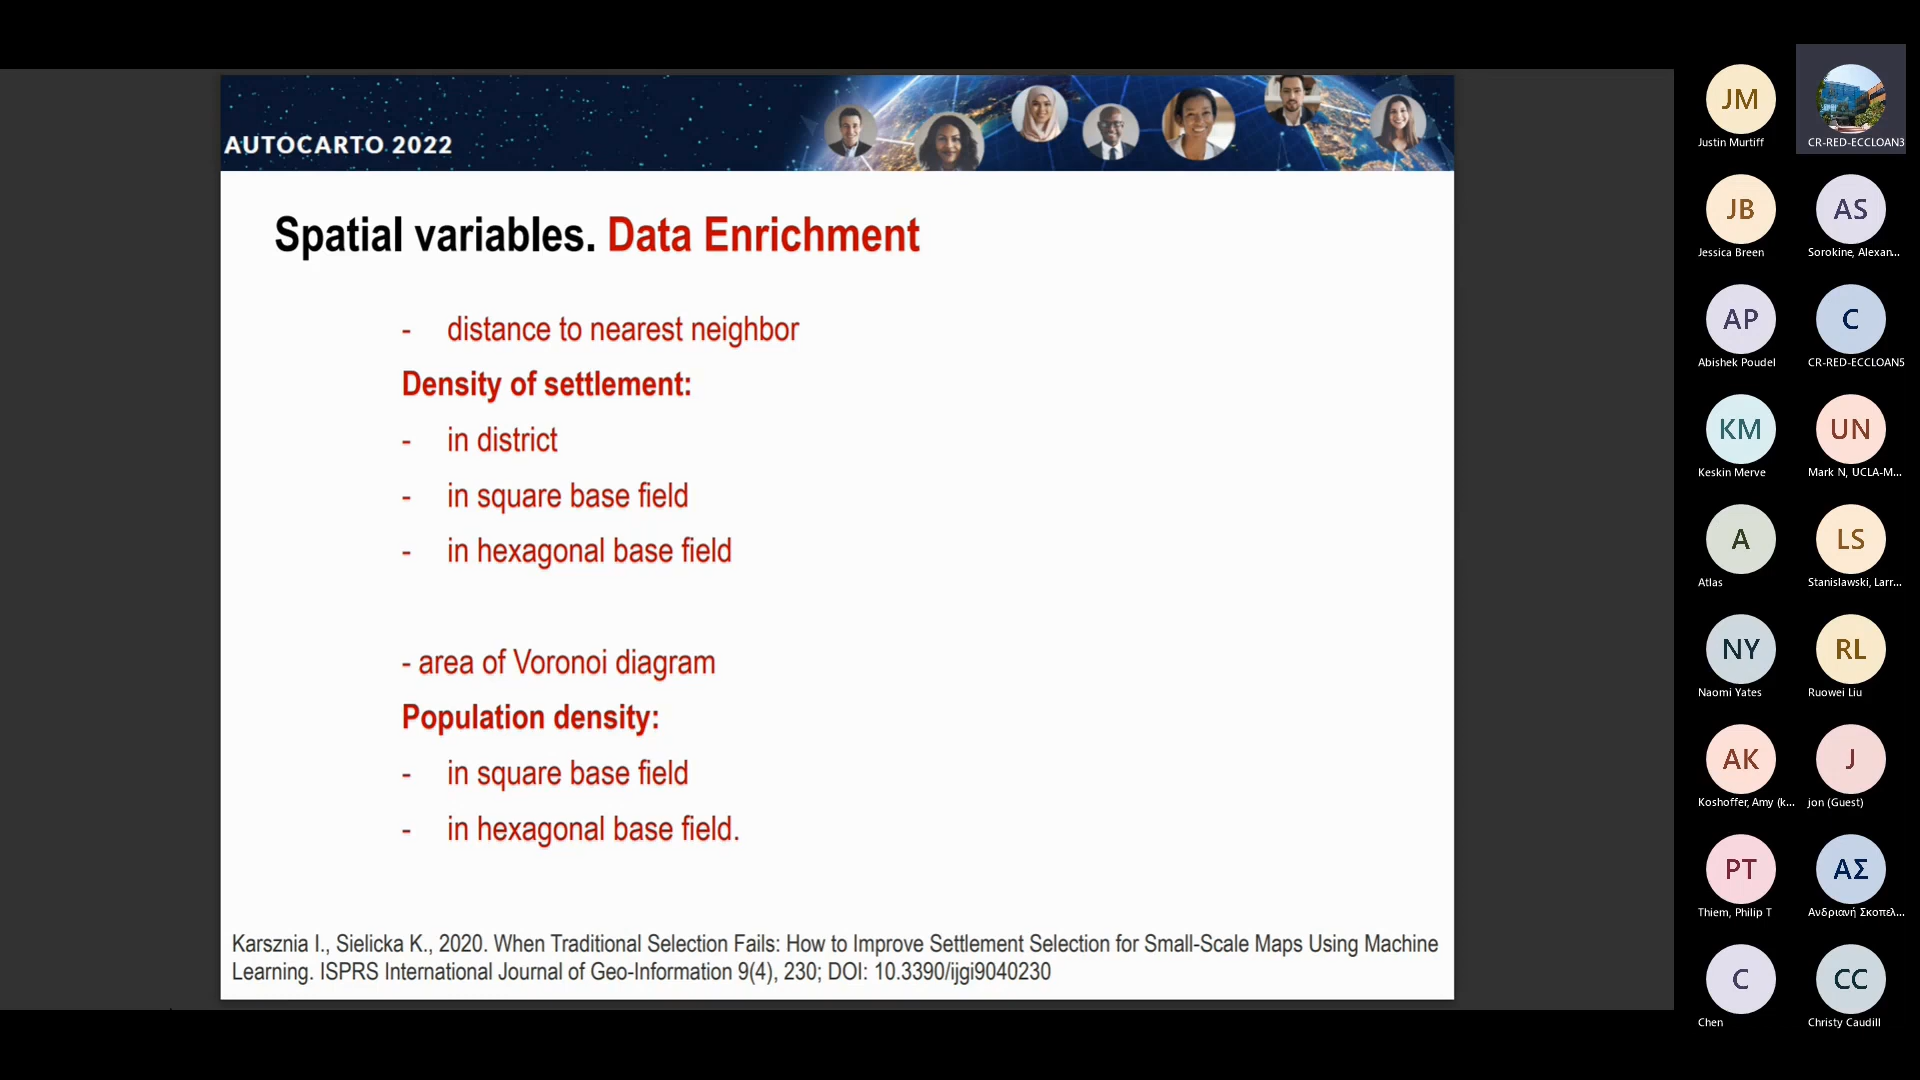 AUTOCARTO 2022
Spatial variables. Data Enrichment
- distance to nearest neighbor
Density of settlement:
- in district
- in square base field
- in hexagonal base field
- area of Voronoi diagram
Population density:
- in square base field
- in hexagonal base field.
Karsznia I., Sielicka K., 2020. When Traditional Selection Fails: How to Improve Settlement Selection for Small-Scale Maps Using Machine
Learning. ISPRS International Journal of Geo-Information 9(4), 230; DOI: 10.3390/ijgi9040230
JM
Justin Murtiff
CR-RED-ECCLOAN3
JB
Jessica Breen
AS
Sorokine, Alexan...
AP
Abishek Poudel
C
CR-RED-ECCLOAN5
KM
Keskin Merve
UN
Mark N, UCLA-M...
A
Atlas
LS
Stanislawski, Larr...
NY
Naomi Yates
RL
Ruowei Liu
AK
Koshoffer, Amy (k...
J
jon (Guest)
PT
Thiem, Philip T
ΑΣ
Ανδριανή Σκοπελ...
C
Chen
CC
Christy Caudill